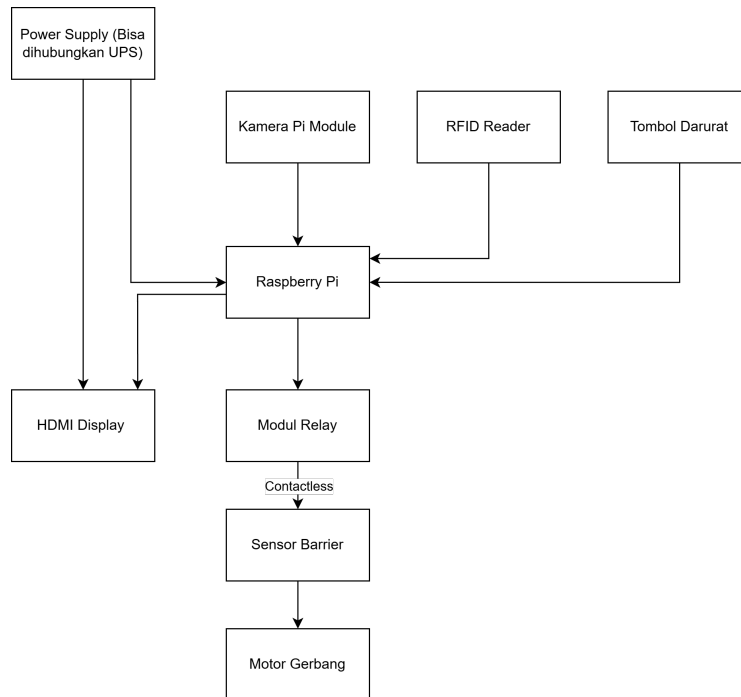 Power Supply (Bisa
dihubungkan UPS)
Kamera Pi Module
RFID Reader
Tombol Darurat
Raspberry Pi
HDMI Display
Modul Relay
Contactless
Sensor Barrier
Motor Gerbang